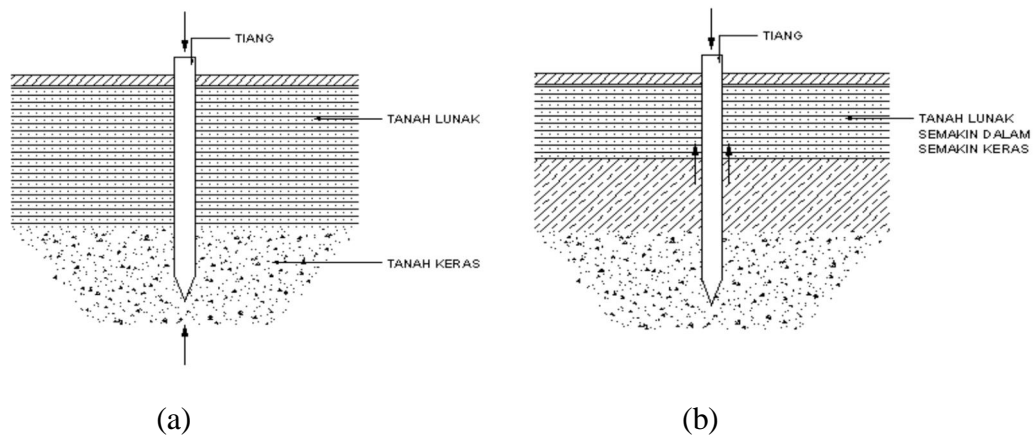 TIANG
TANAH LUNAK
TANAH KERAS
(a)
TIANG
TANAH LUNAK
SEMAKIN DALAM
SEMAKIN KERAS
(b)